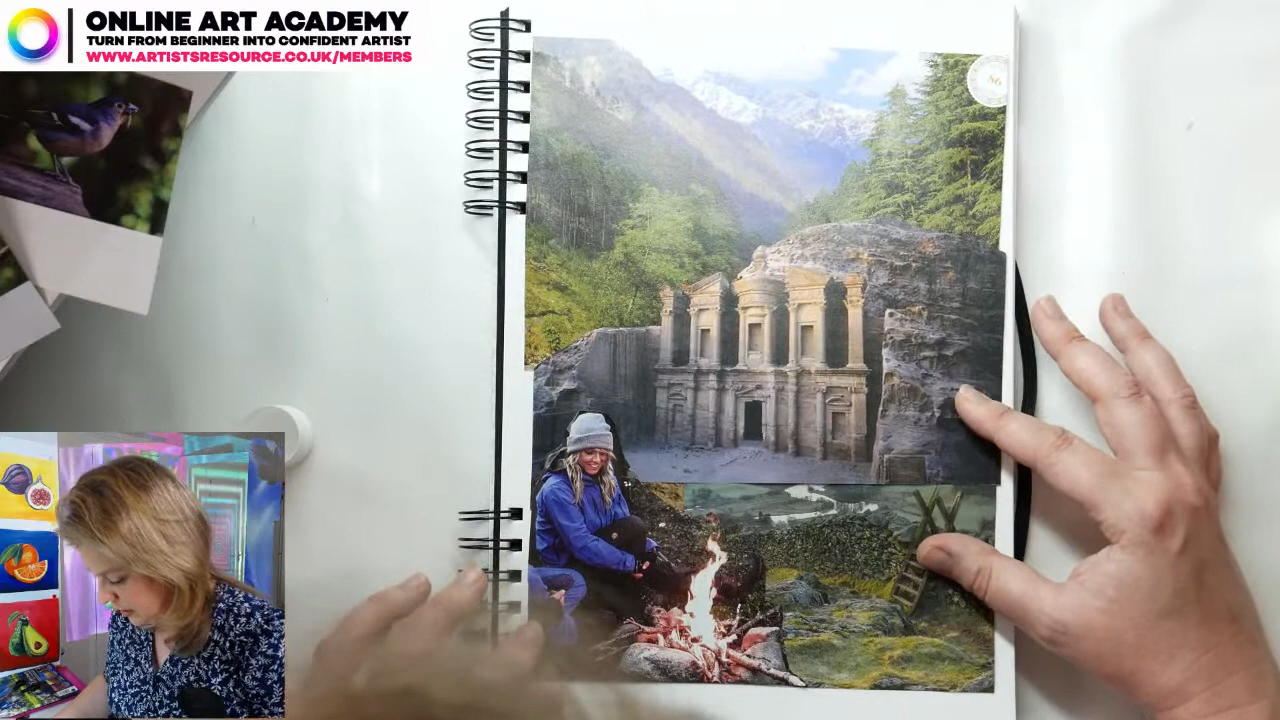 ONLINE ART ACADEMY
TURN FROM BEGINNER INTO CONFIDENT ARTIST
WWW.ARTISTSRESOURCE.CO.UK/MEMBERS